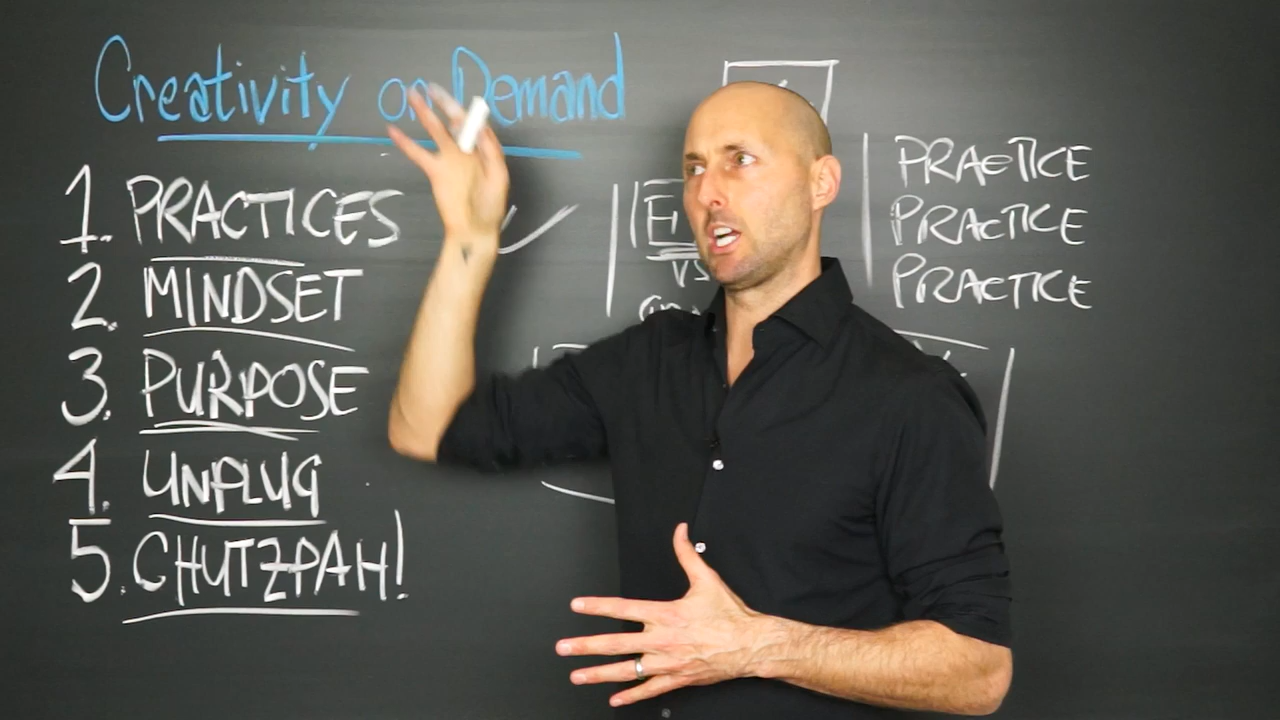 Creativity on Demand
1. PRACTICES
2. MINDSET
3. PURPOSE
4. UNPLUG
5. CHUTZPAH!
VS
PRACTICE
PRACTICE
PRACTICE